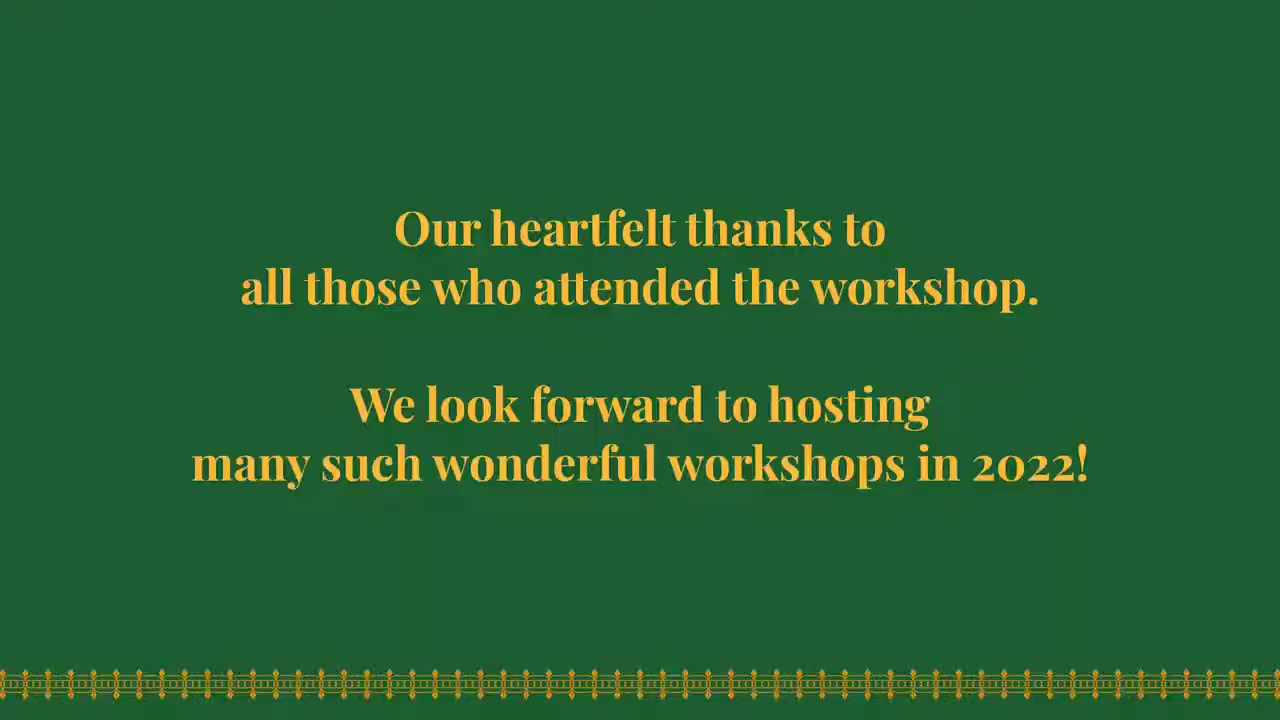 Our heartfelt thanks to
all those who attended the workshop.
We look forward to hosting
many such wonderful workshops in 2022!